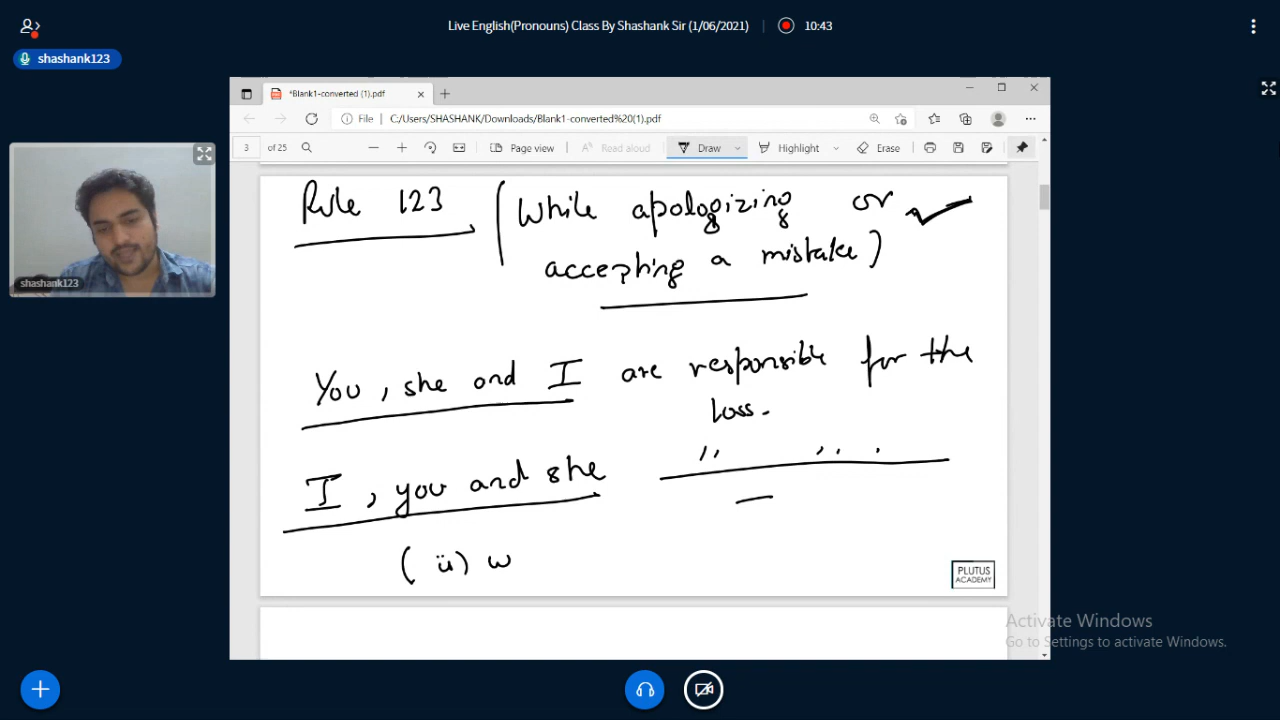 Live English(Pronouns) Class By Shashank Sir (1/06/2021)
10:43
shashank123
*Blank1-converted (1).pdf
File
C:/Users/SHASHANK/Downloads/Blank1-converted%20(1).pdf
3 of 25
Page view
Read aloud
Draw
Highlight
Erase
shashank123
Rule 123 (While apologizing or
accepting a mistake)
You, she and I are responsible for the
loss.
I, you and she " "
(ii) w
PLUTUS
ACADEMY
Activate Windows
Go to Settings to activate Windows.